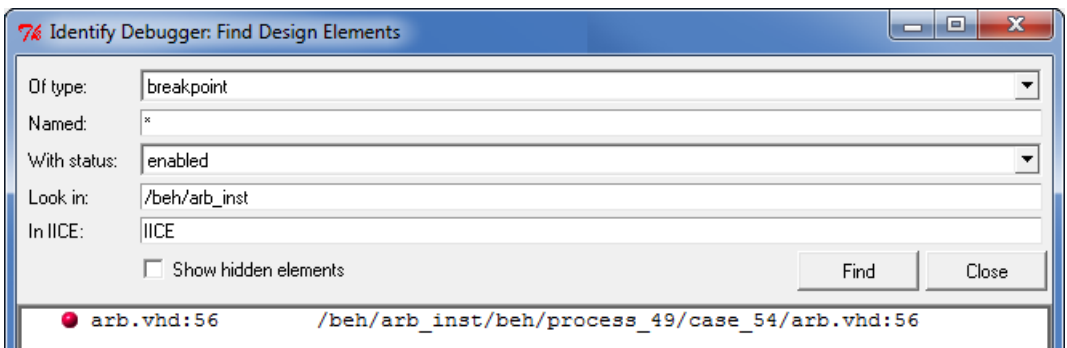 Identify Debugger: Find Design Elements
Of type: breakpoint
Named: *
With status: enabled
Look in: /beh/arb_inst
In IICE: IICE
Show hidden elements Find Close
arb.vhd:56 /beh/arb_inst/beh/process_49/case_54/arb.vhd:56